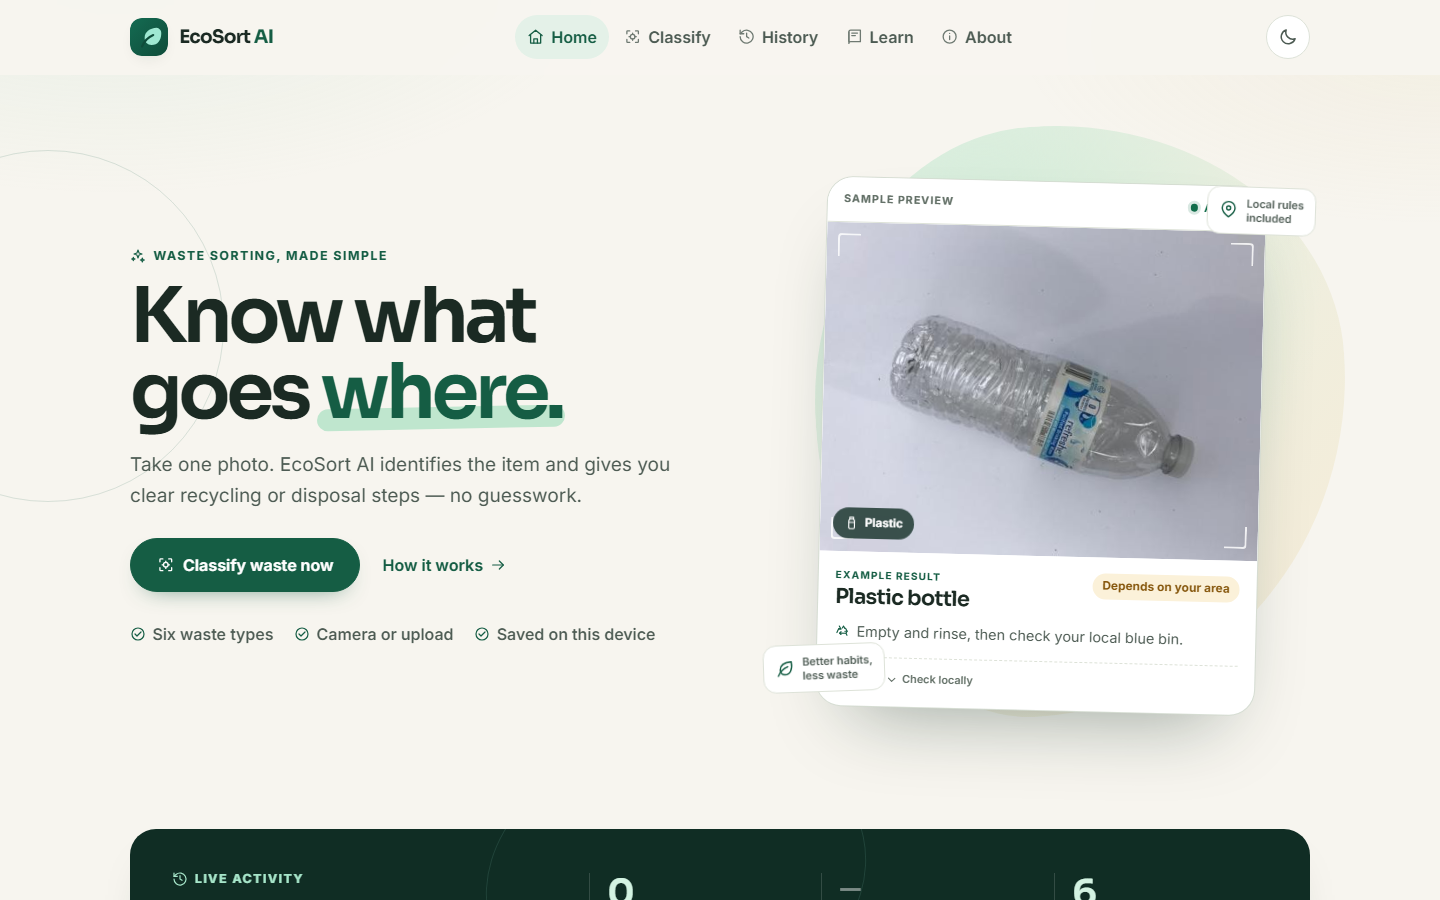 EcoSort AI
Home
Classify
History
Learn
About
WASTE SORTING, MADE SIMPLE
Know what
goes where.
Take one photo. EcoSort AI identifies the item and gives you
clear recycling or disposal steps — no guesswork.
Classify waste now
How it works
Six waste types
Camera or upload
Saved on this device
SAMPLE PREVIEW
Local rules
included
refreshe
Plastic
EXAMPLE RESULT
Plastic bottle
Depends on your area
Empty and rinse, then check your local blue bin.
Better habits,
less waste
Check locally
LIVE ACTIVITY
0
—
6